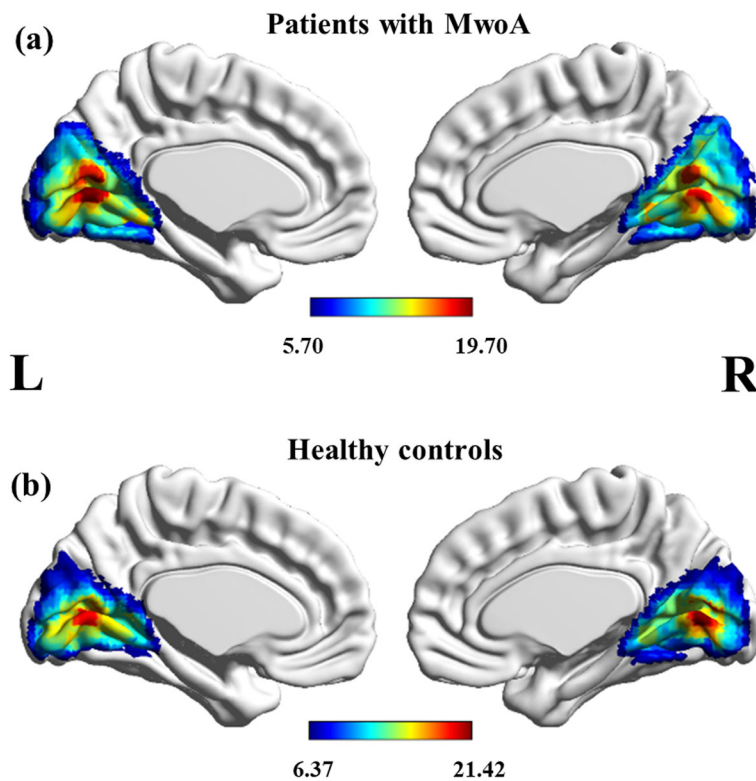 Patients with MwoA
(a)
5.70 19.70
L R
Healthy controls
(b)
6.37 21.42